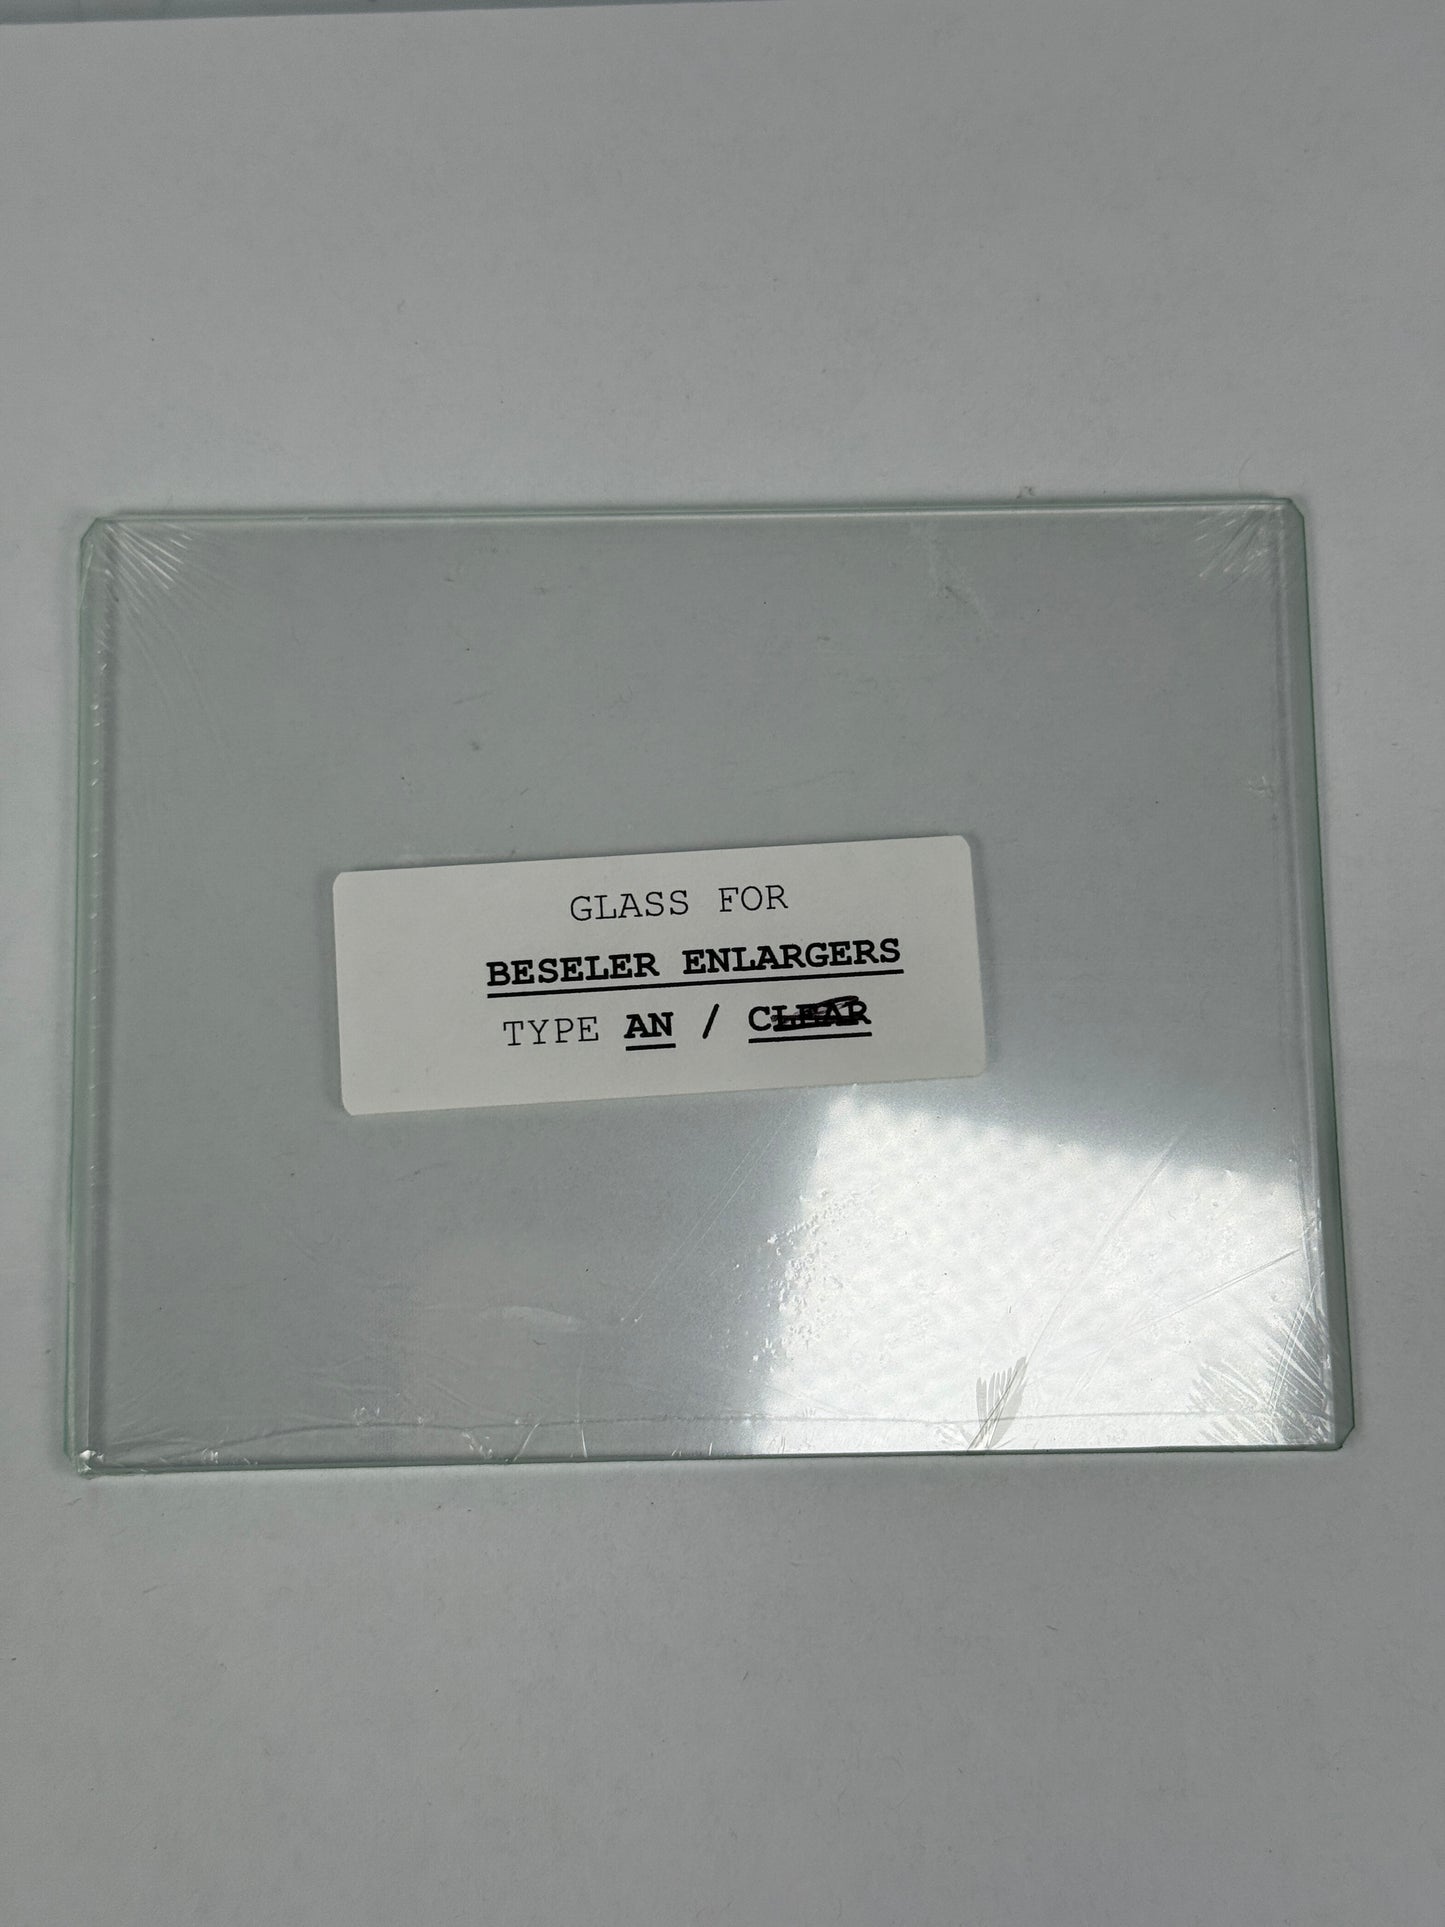 GLASS FOR
BESELER ENLARGERS
TYPE AN / CLEAR